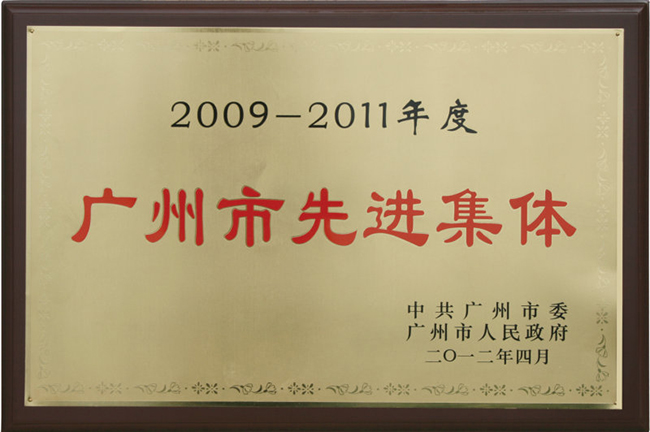 2009－2011年度
广州市先进集体
中共广州市委
广州市人民政府
二〇一二年四月